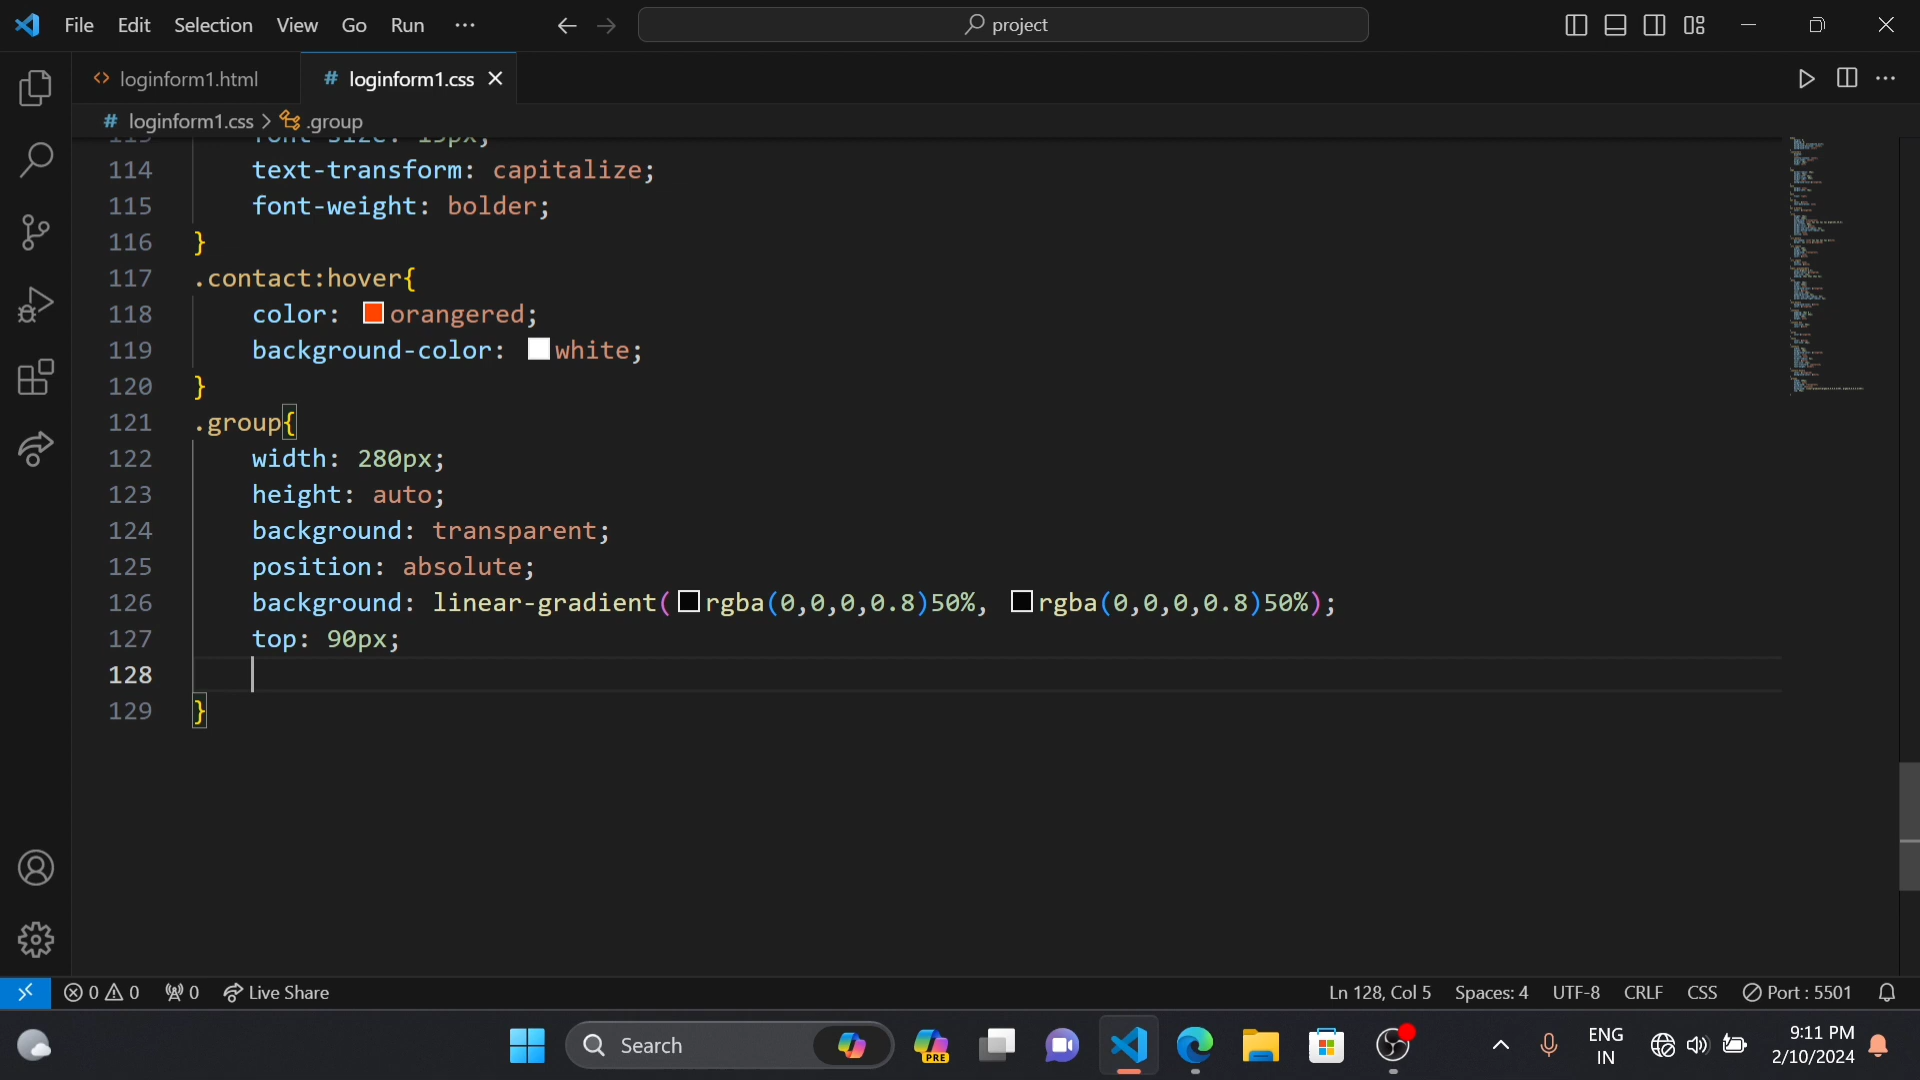 File Edit Selection View Go Run ··· project
loginform1.html # loginform1.css
# loginform1.css > .group
113 font-size: 19px;
114 text-transform: capitalize;
115 font-weight: bolder;
116 }
117 .contact:hover{
118 color: orangered;
119 background-color: white;
120 }
121 .group{
122 width: 280px;
123 height: auto;
124 background: transparent;
125 position: absolute;
126 background: linear-gradient(rgba(0,0,0,0.8)50%, rgba(0,0,0,0.8)50%);
127 top: 90px;
128
129 }
0 0 0 Live Share Ln 128, Col 5 Spaces: 4 UTF-8 CRLF CSS Port : 5501
Search PRE ENG 9:11 PM
IN 2/10/2024